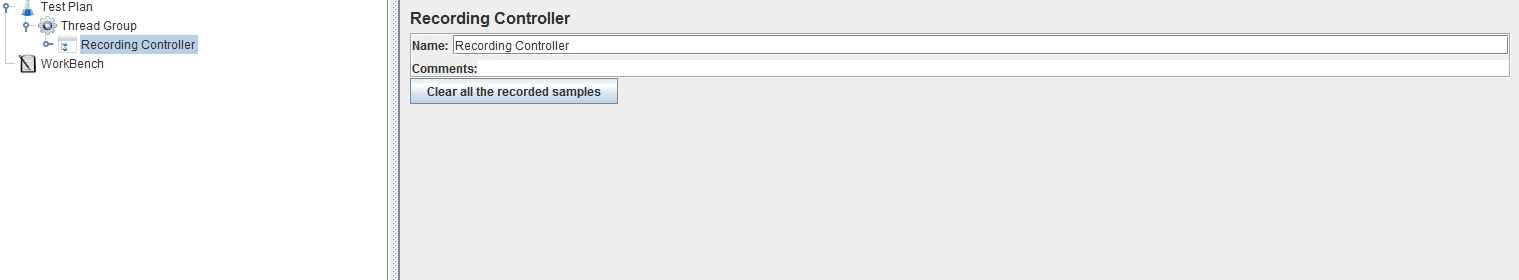 Test Plan
Thread Group
Recording Controller
WorkBench
Recording Controller
Name: Recording Controller
Comments:
Clear all the recorded samples